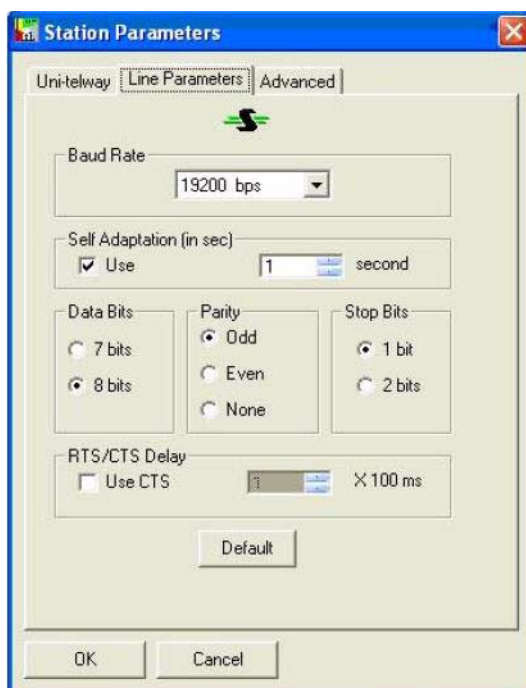 Station Parameters
Uni-telway Line Parameters Advanced
Baud Rate
19200 bps
Self Adaptation (in sec)
Use 1 second
Data Bits Parity Stop Bits
7 bits Odd 1 bit
8 bits Even 2 bits
None
RTS/CTS Delay
Use CTS 1 X 100 ms
Default
OK Cancel